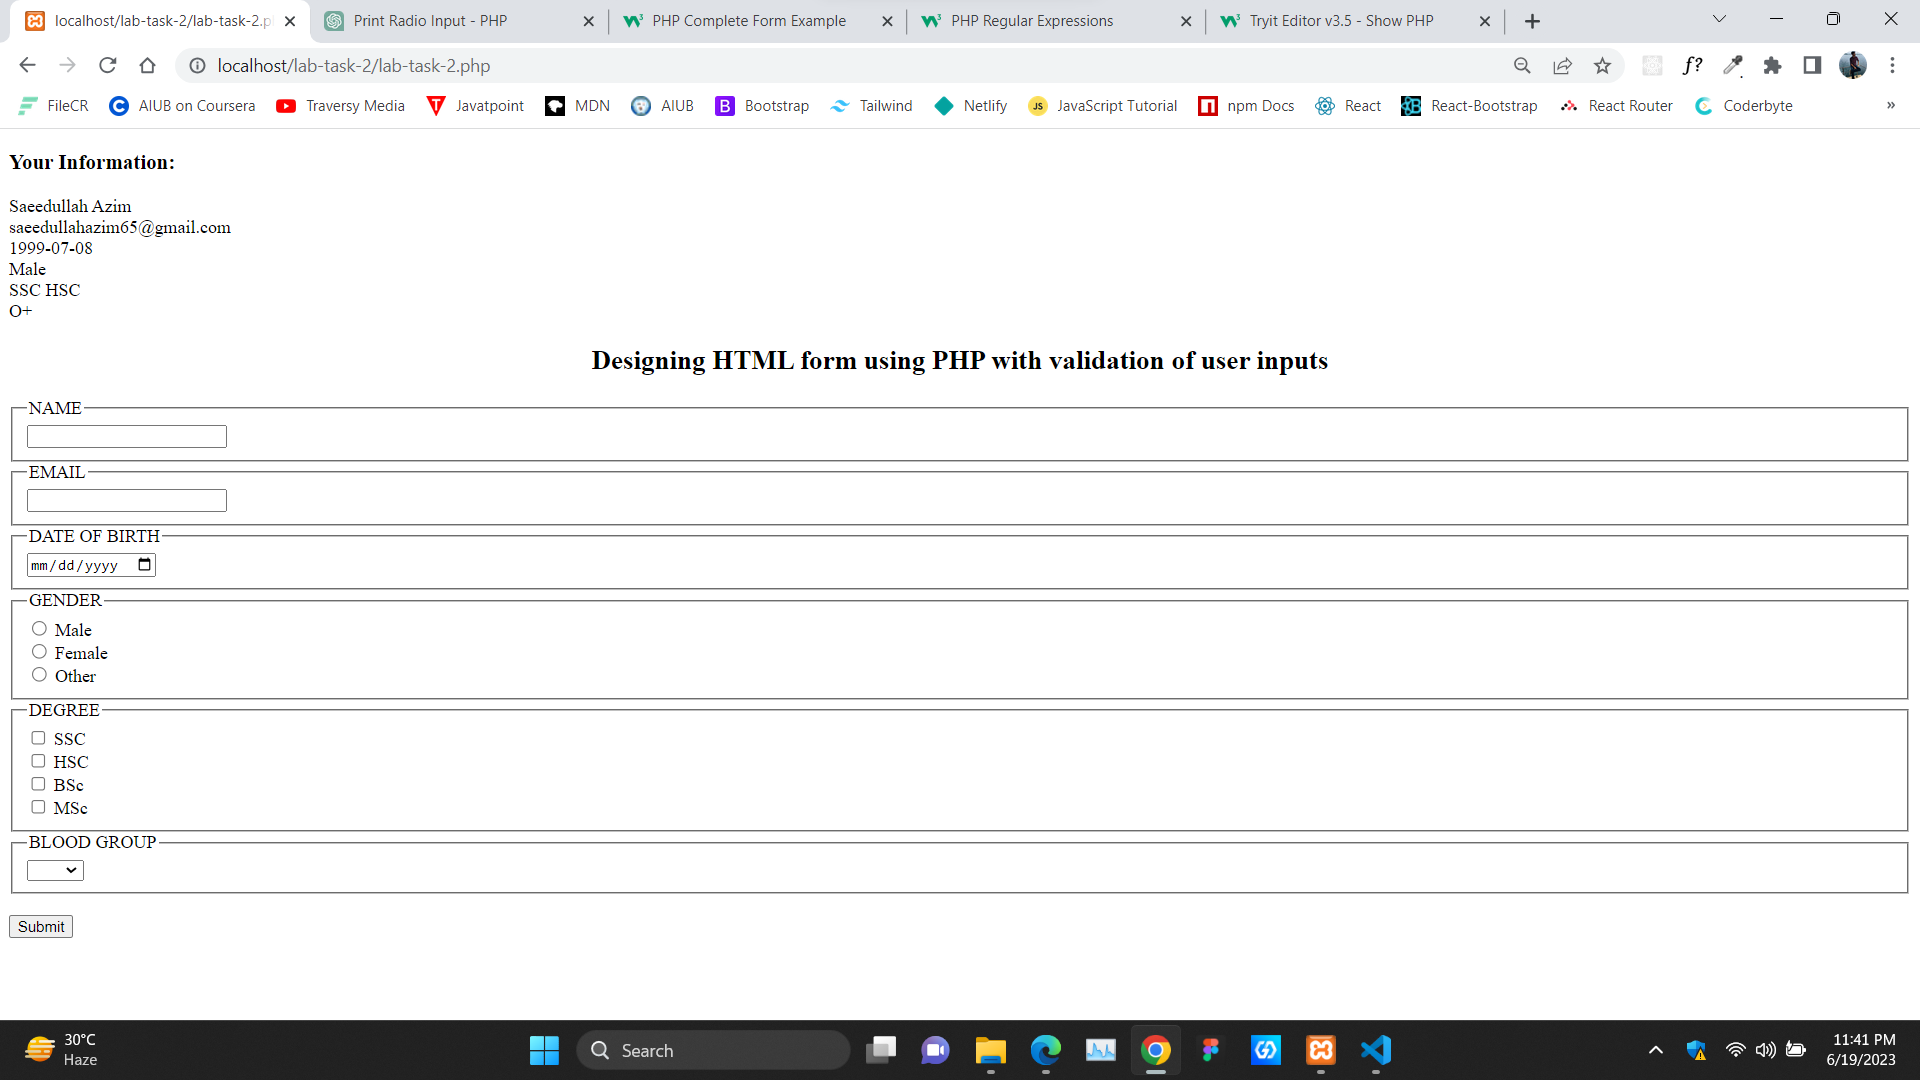 localhost/lab-task-2/lab-task-2.p
Print Radio Input - PHP
PHP Complete Form Example
PHP Regular Expressions
Tryit Editor v3.5 - Show PHP
localhost/lab-task-2/lab-task-2.php
f?
FileCR
AIUB on Coursera
Traversy Media
Javatpoint
MDN
AIUB
B Bootstrap
Tailwind
Netlify
JS JavaScript Tutorial
npm Docs
React
React-Bootstrap
React Router
Coderbyte
»
Your Information:
Saeedullah Azim
saeedullahazim65@gmail.com
1999-07-08
Male
SSC HSC
O+
Designing HTML form using PHP with validation of user inputs
NAME
EMAIL
DATE OF BIRTH
mm/dd/yyyy
GENDER
Male
Female
Other
DEGREE
SSC
HSC
BSc
MSc
BLOOD GROUP
Submit
30°C
Haze
Search
11:41 PM
6/19/2023